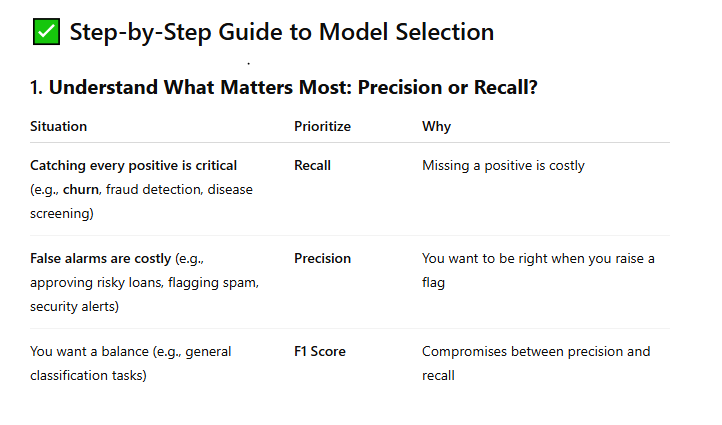 ✅ Step-by-Step Guide to Model Selection
1. Understand What Matters Most: Precision or Recall?
Situation Prioritize Why
Catching every positive is critical Recall Missing a positive is costly
(e.g., churn, fraud detection, disease
screening)
False alarms are costly (e.g., Precision You want to be right when you raise a
approving risky loans, flagging spam, flag
security alerts)
You want a balance (e.g., general F1 Score Compromises between precision and
classification tasks) recall